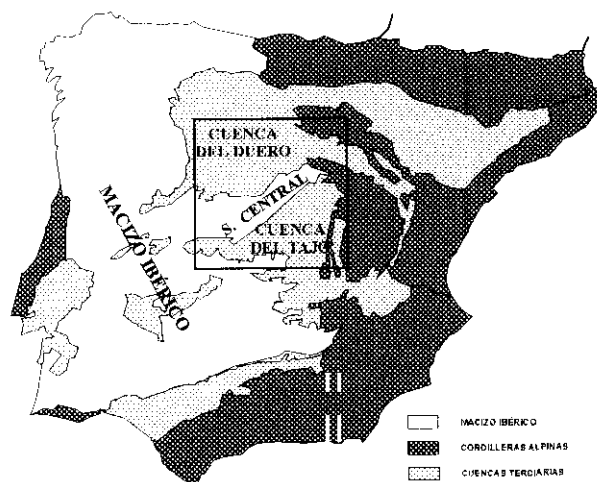 CUENCA
DEL DUERO
S. CENTRAL
CUENCA
DEL TAJO
MACIZO IBÉRICO
MACIZO IBÉRICO
CORDILLERAS ALPINAS
CUENCAS TERCIARIAS